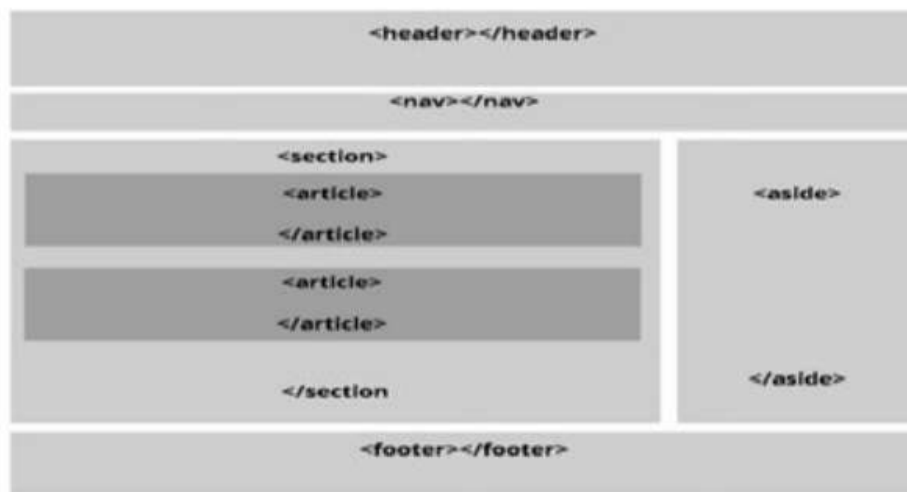 <header></header>
<nav></nav>
<section>
<article>
</article>
<article>
</article>
</section
<aside>
</aside>
<footer></footer>